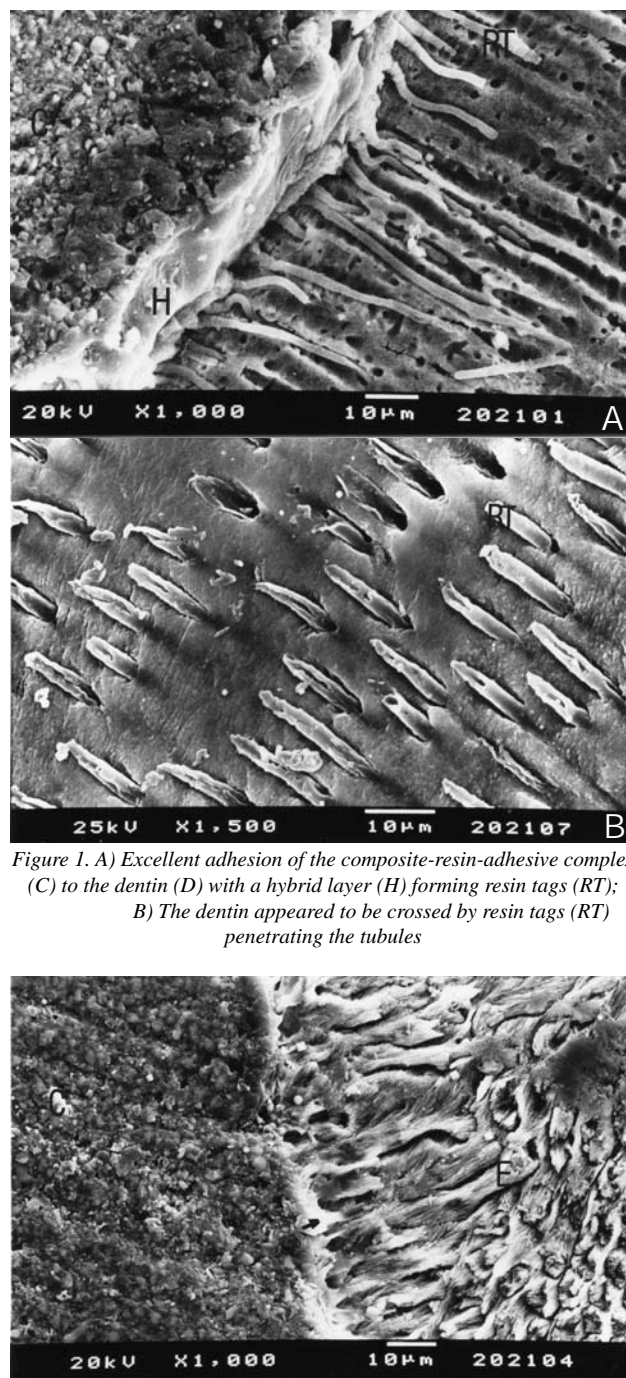 C
RT
H
20kV X1,000 10µm 202101 A
RT
25kV X1,500 10µm 202107 B
Figure 1. A) Excellent adhesion of the composite-resin-adhesive comple
(C) to the dentin (D) with a hybrid layer (H) forming resin tags (RT);
B) The dentin appeared to be crossed by resin tags (RT)
penetrating the tubules
C
E
20kV X1,000 10µm 202104